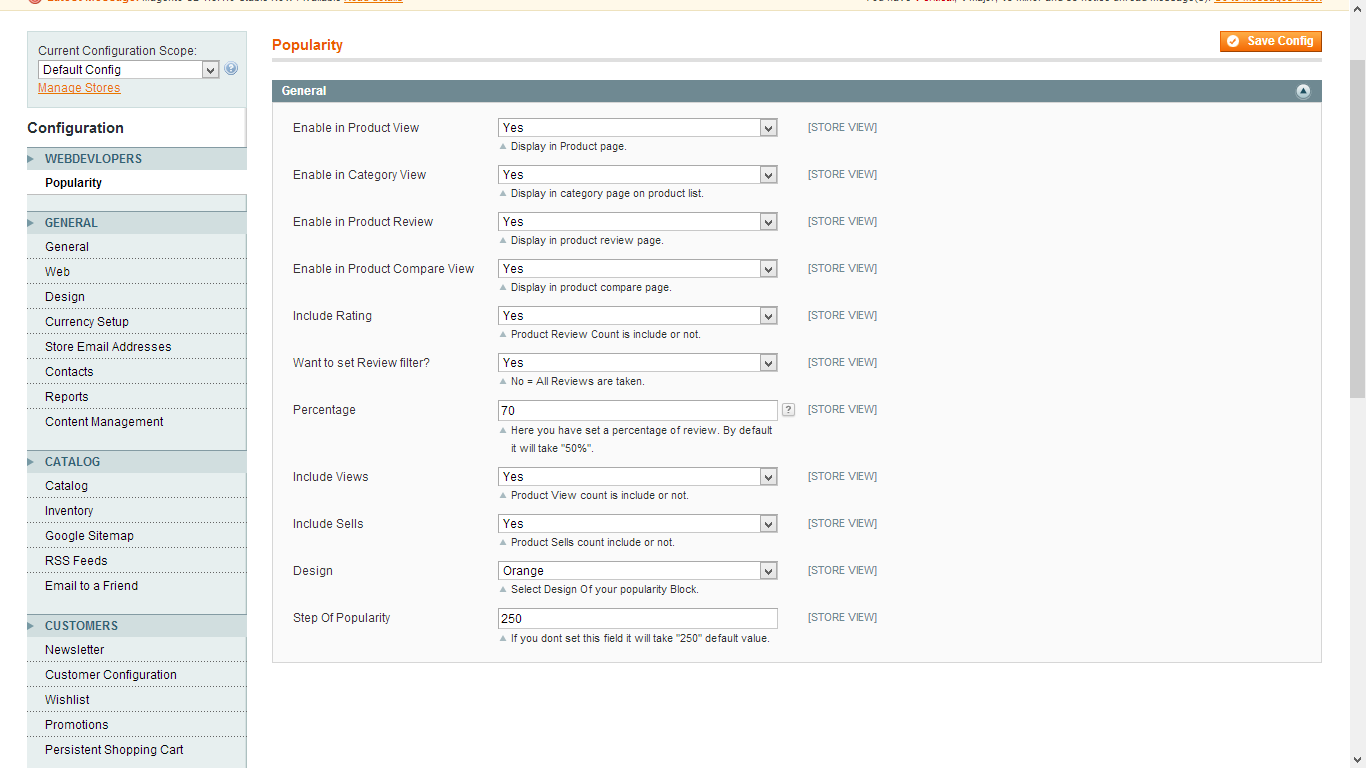 Current Configuration Scope:
Default Config
Manage Stores
Configuration
WEBDEVLOPERS
Popularity
GENERAL
General
Web
Design
Currency Setup
Store Email Addresses
Contacts
Reports
Content Management
CATALOG
Catalog
Inventory
Google Sitemap
RSS Feeds
Email to a Friend
CUSTOMERS
Newsletter
Customer Configuration
Wishlist
Promotions
Persistent Shopping Cart
Popularity
Save Config
General
Enable in Product View Yes [STORE VIEW]
Display in Product page.
Enable in Category View Yes [STORE VIEW]
Display in category page on product list.
Enable in Product Review Yes [STORE VIEW]
Display in product review page.
Enable in Product Compare View Yes [STORE VIEW]
Display in product compare page.
Include Rating Yes [STORE VIEW]
Product Review Count is include or not.
Want to set Review filter? Yes [STORE VIEW]
No = All Reviews are taken.
Percentage 70 ? [STORE VIEW]
Here you have set a percentage of review. By default
it will take "50%".
Include Views Yes [STORE VIEW]
Product View count is include or not.
Include Sells Yes [STORE VIEW]
Product Sells count include or not.
Design Orange [STORE VIEW]
Select Design Of your popularity Block.
Step Of Popularity 250 [STORE VIEW]
If you dont set this field it will take "250" default value.